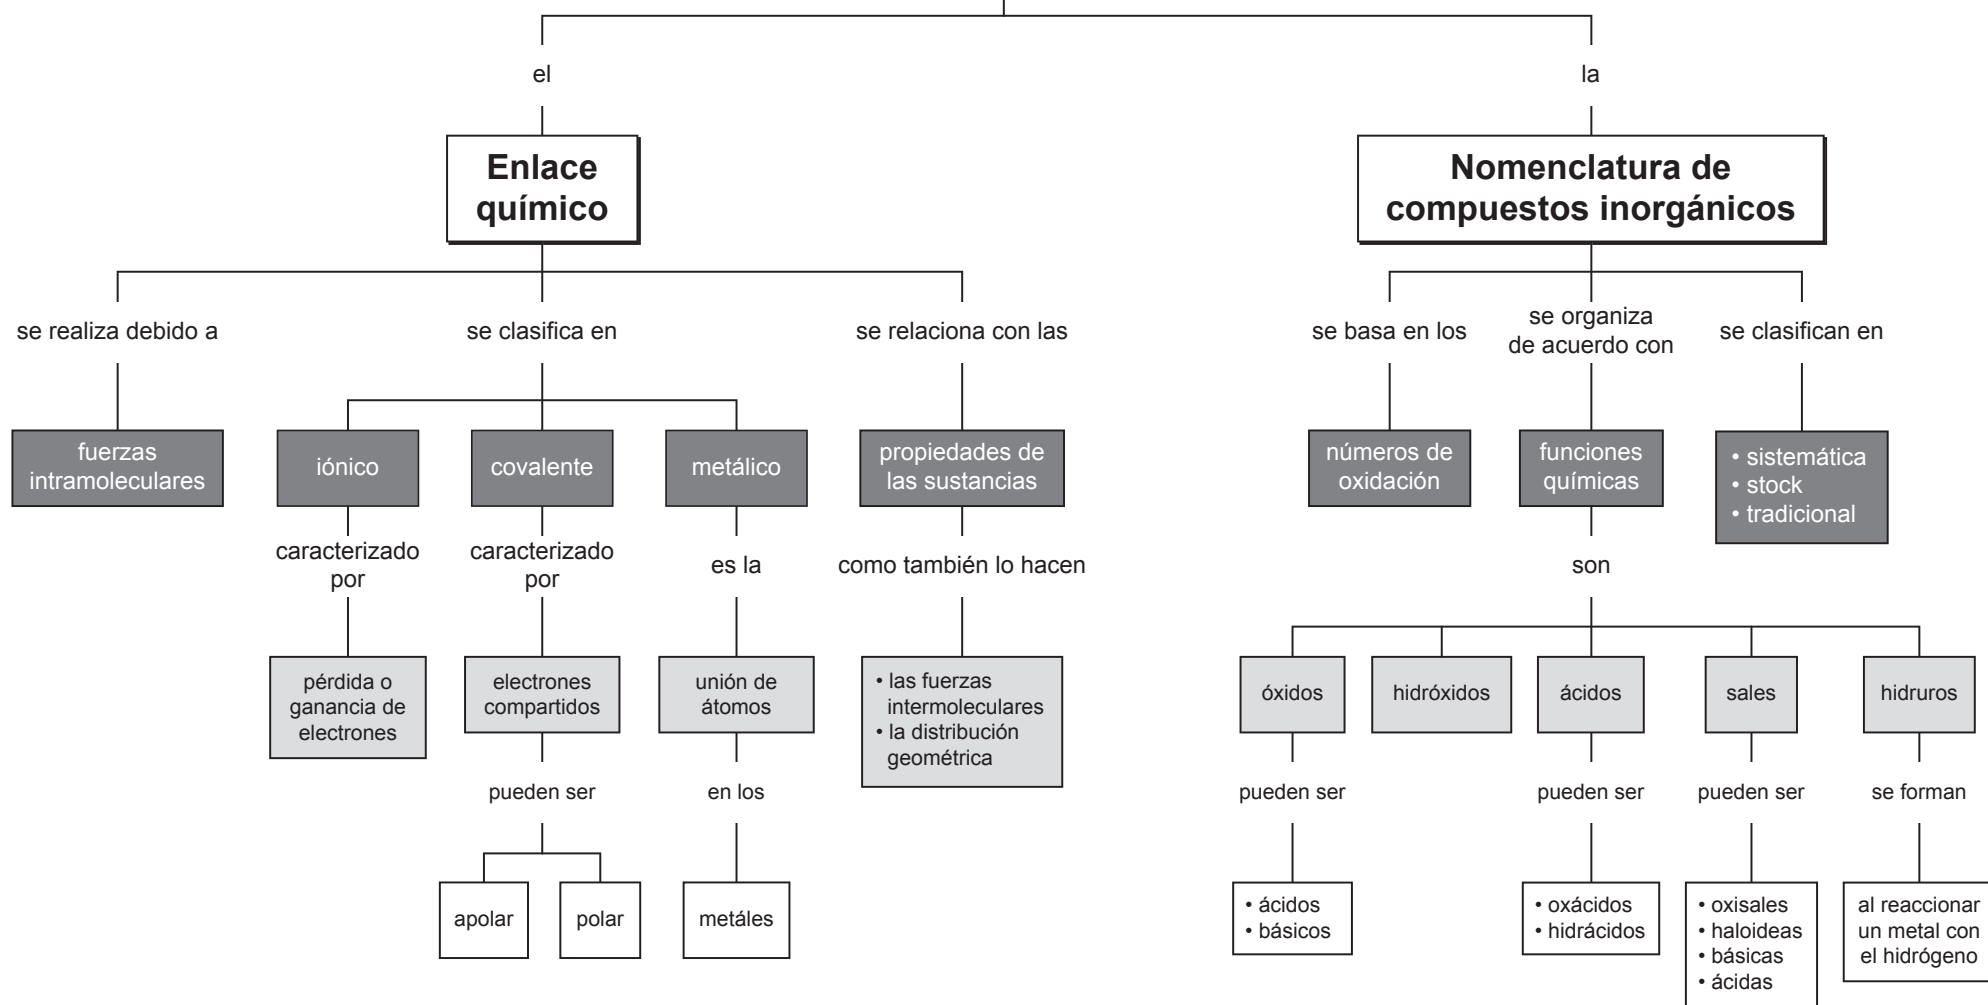 el
Enlace
químico
se realiza debido a
fuerzas
intramoleculares
se clasifica en
iónico
caracterizado
por
pérdida o
ganancia de
electrones
covalente
caracterizado
por
electrones
compartidos
pueden ser
apolar
polar
metálico
es la
unión de
átomos
en los
metáles
se relaciona con las
propiedades de
las sustancias
como también lo hacen
• las fuerzas
intermoleculares
• la distribución
geométrica
la
Nomenclatura de
compuestos inorgánicos
se basa en los
números de
oxidación
se organiza
de acuerdo con
funciones
químicas
son
óxidos
pueden ser
• ácidos
• básicos
hidróxidos
ácidos
pueden ser
• oxácidos
• hidrácidos
sales
pueden ser
• oxisales
• haloideas
• básicas
• ácidas
hidruros
se forman
al reaccionar
un metal con
el hidrógeno
se clasifican en
• sistemática
• stock
• tradicional